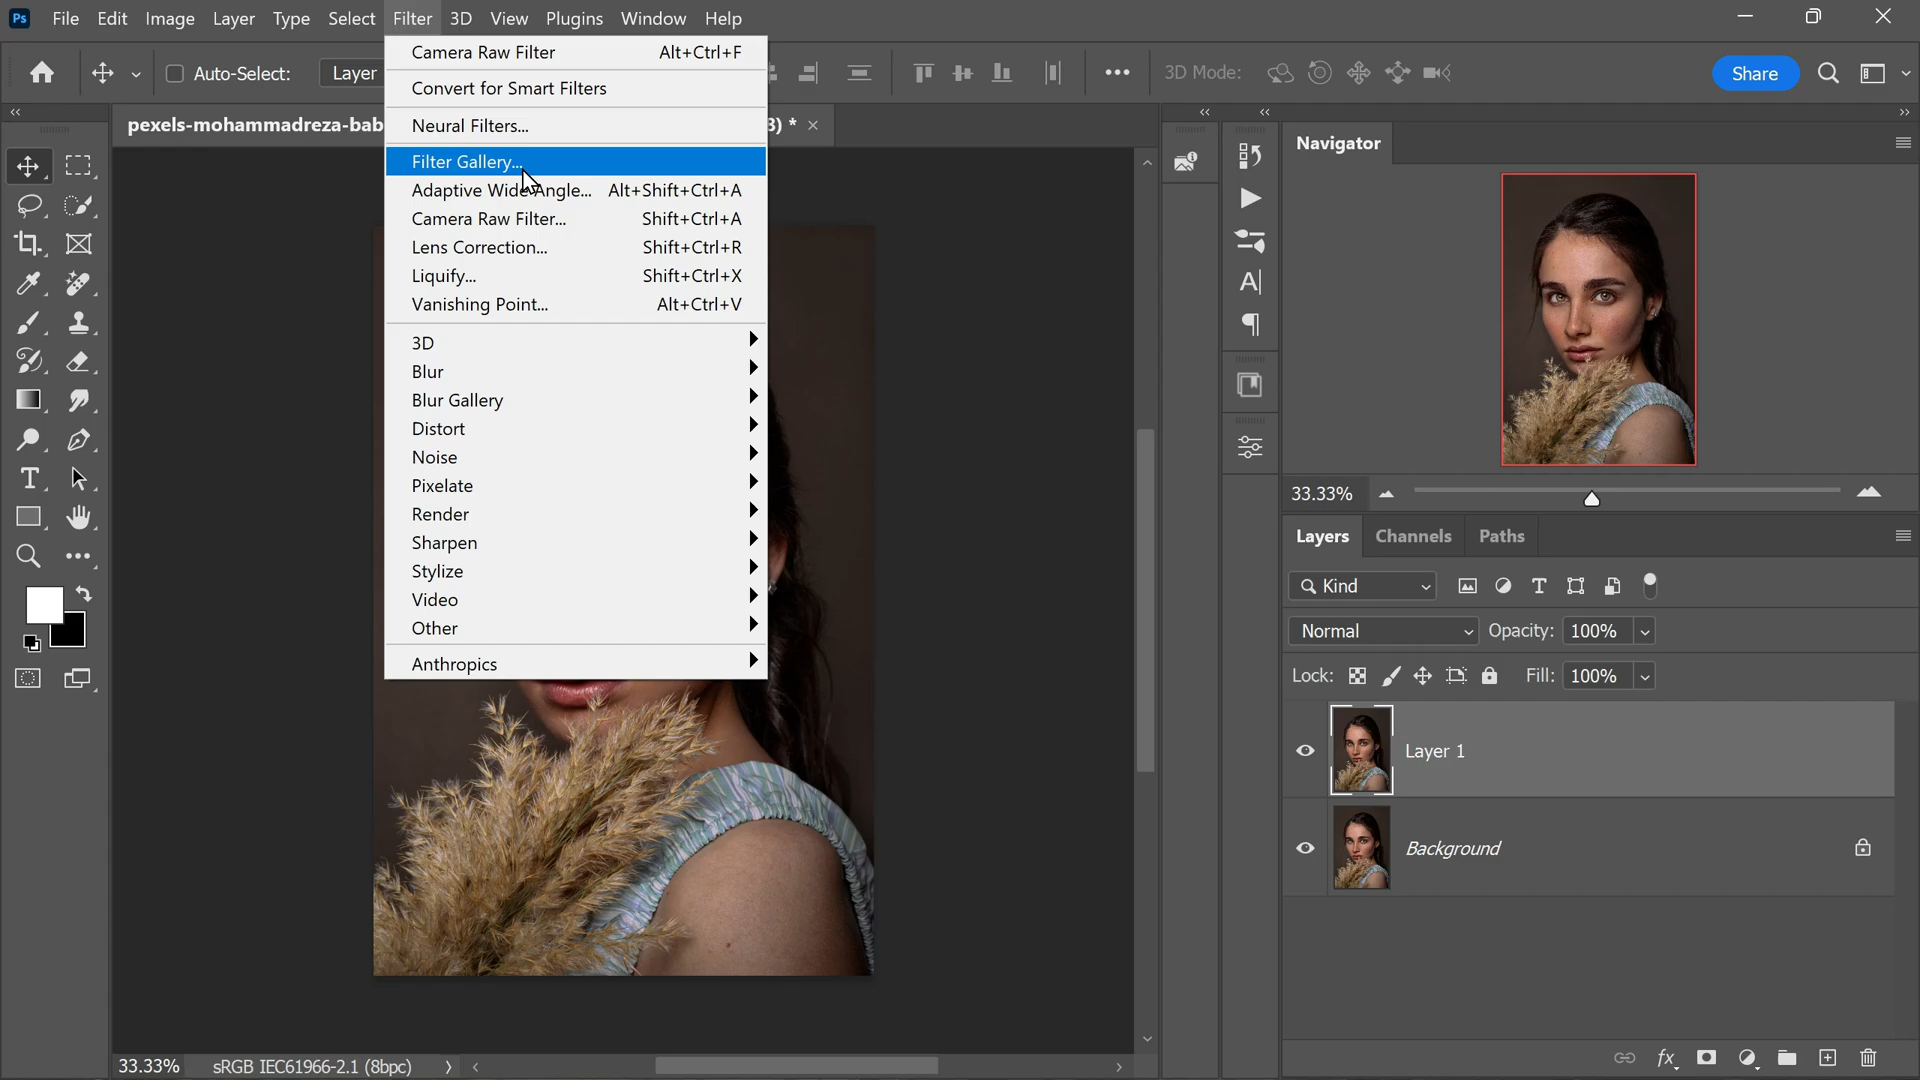 Ps File Edit Image Layer Type Select Filter 3D View Plugins Window Help
Auto-Select: Layer 3D Mode: Share
pexels-mohammadreza-bab 3) *
Camera Raw Filter Alt+Ctrl+F
Convert for Smart Filters
Neural Filters...
Filter Gallery...
Adaptive Wide Angle... Alt+Shift+Ctrl+A
Camera Raw Filter... Shift+Ctrl+A
Lens Correction... Shift+Ctrl+R
Liquify... Shift+Ctrl+X
Vanishing Point... Alt+Ctrl+V
3D
Blur
Blur Gallery
Distort
Noise
Pixelate
Render
Sharpen
Stylize
Video
Other
Anthropics
Navigator
33.33%
Layers Channels Paths
Kind
Normal Opacity: 100%
Lock: Fill: 100%
Layer 1
Background
33.33% sRGB IEC61966-2.1 (8bpc)